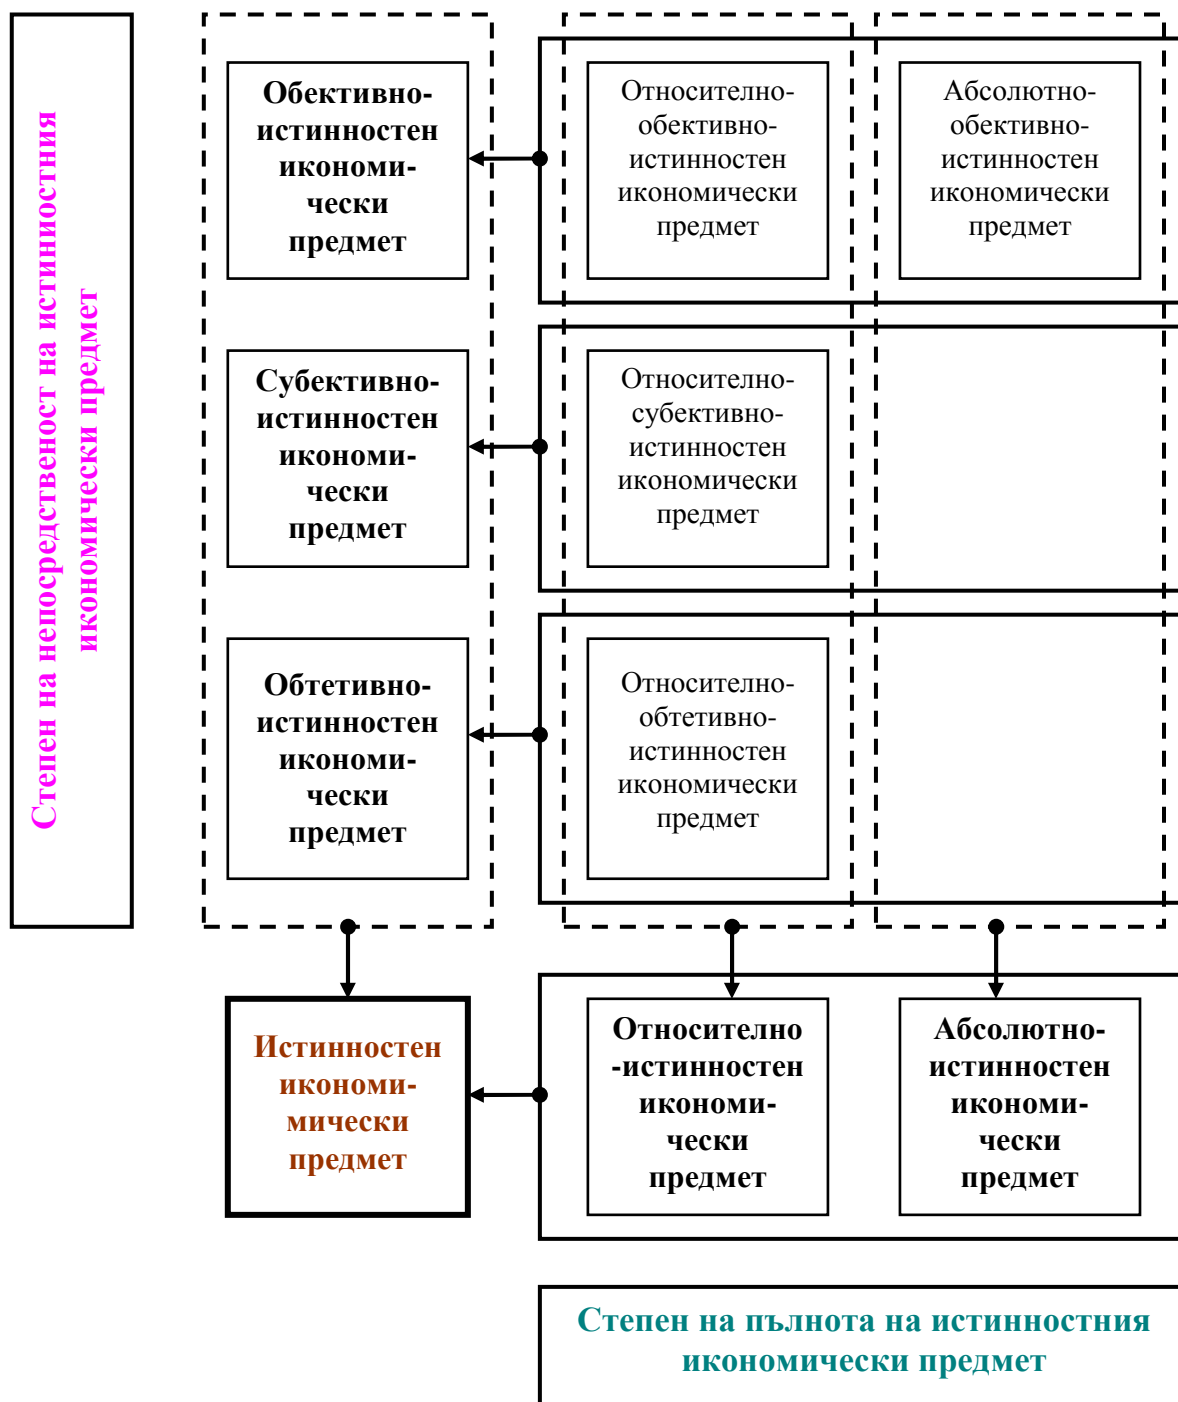 Степен на непосредственост на истиниостния
икономически предмет
Обективно-
истинностен
икономи-
чески
предмет
Относително-
обективно-
истинностен
икономически
предмет
Абсолютно-
обективно-
истинностен
икономически
предмет
Субективно-
истинностен
икономи-
чески
предмет
Относително-
субективно-
истинностен
икономически
предмет
Обтетивно-
истинностен
икономи-
чески
предмет
Относително-
обтетивно-
истинностен
икономически
предмет
Истинностен
икономи-
мически
предмет
Относително
-истинностен
икономи-
чески
предмет
Абсолютно-
истинностен
икономи-
чески
предмет
Степен на пълнота на истинностния
икономически предмет